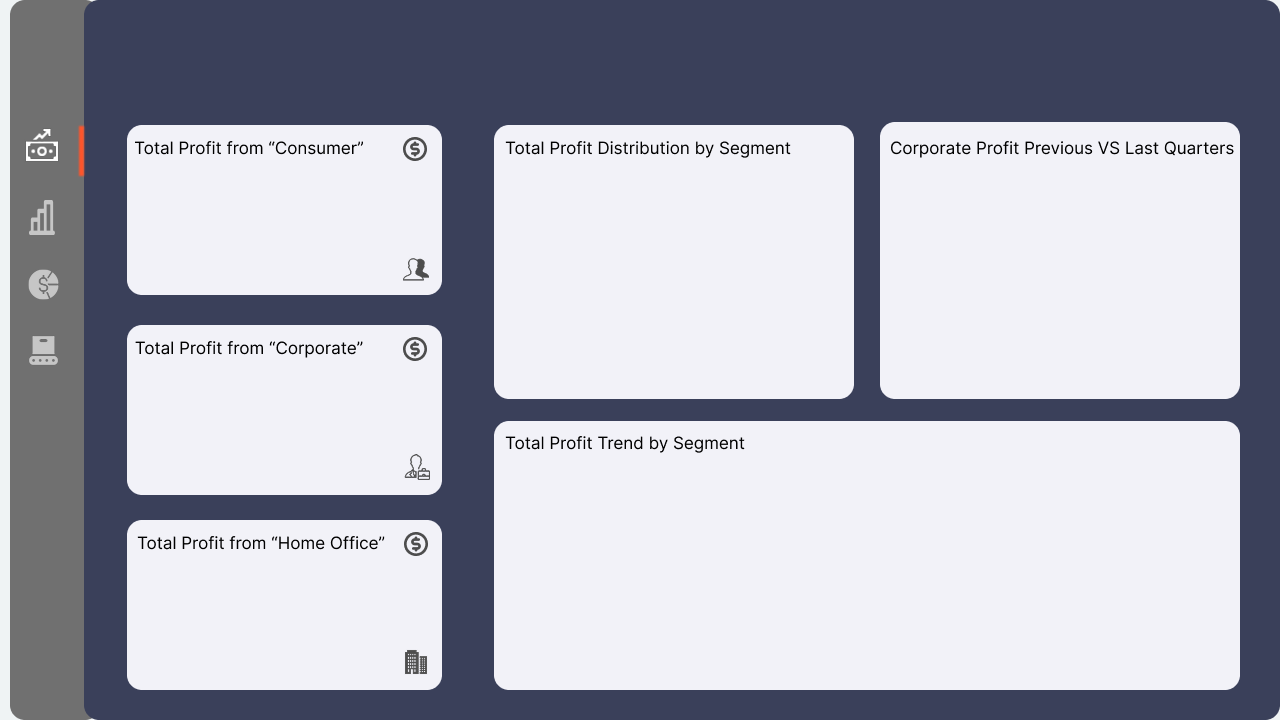 Total Profit from “Consumer”
Total Profit Distribution by Segment
Corporate Profit Previous VS Last Quarters
Total Profit from “Corporate”
Total Profit Trend by Segment
Total Profit from “Home Office”